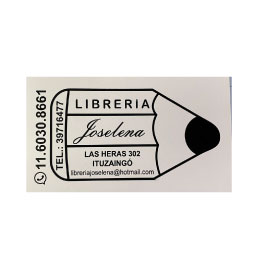 11.6030.8661
TEL.: 39716477
LIBRERIA
Joselena
LAS HERAS 302
ITUZAINGÓ
libreriajoselena@hotmail.com